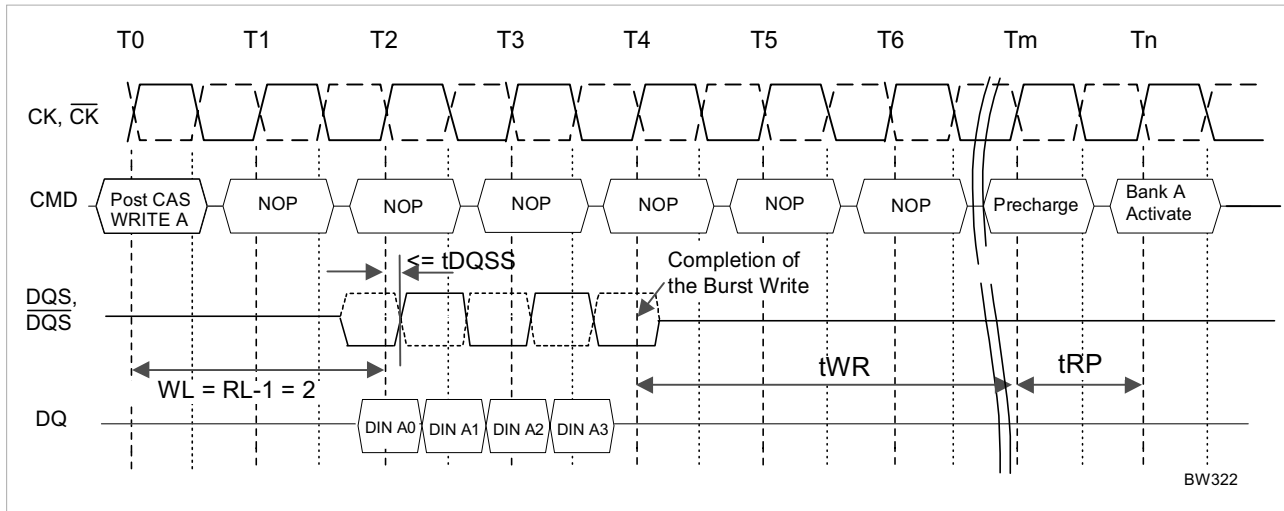 T0 T1 T2 T3 T4 T5 T6 Tm Tn
CK, C̅K̅
CMD
Post CAS
WRITE A
NOP NOP NOP NOP NOP NOP Precharge
Bank A
Activate
<= tDQSS
Completion of
the Burst Write
DQS,
D̅Q̅S̅
WL = RL-1 = 2
tWR
tRP
DQ
DIN A0 DIN A1 DIN A2 DIN A3
BW322